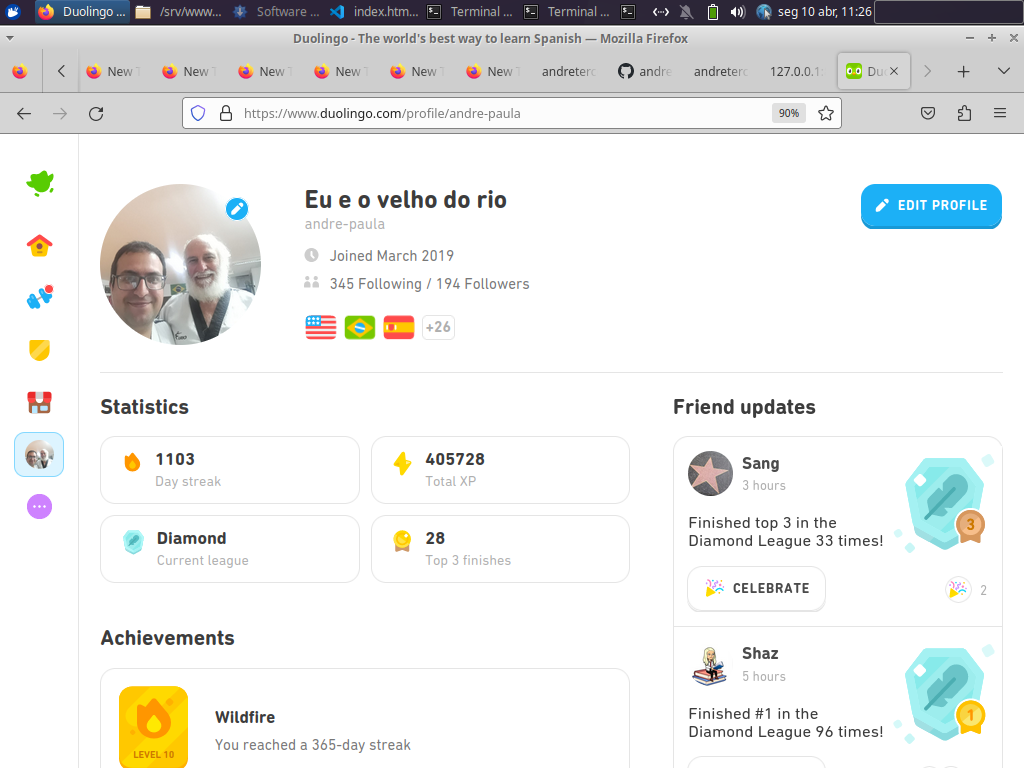 Duolingo ...
/srv/www...
Software ...
index.htm...
Terminal ...
Terminal ...
seg 10 abr, 11:26
Duolingo - The world's best way to learn Spanish — Mozilla Firefox
New
New
New
New
New
New
andreterc
andre
andreterc
127.0.0.1:
Du
https://www.duolingo.com/profile/andre-paula
90%
Eu e o velho do rio
andre-paula
Joined March 2019
345 Following / 194 Followers
+26
EDIT PROFILE
Statistics
1103
Day streak
405728
Total XP
Diamond
Current league
28
Top 3 finishes
Achievements
LEVEL 10
Wildfire
You reached a 365-day streak
Friend updates
Sang
3 hours
Finished top 3 in the
Diamond League 33 times!
3
CELEBRATE
2
Shaz
5 hours
Finished #1 in the
Diamond League 96 times!
1